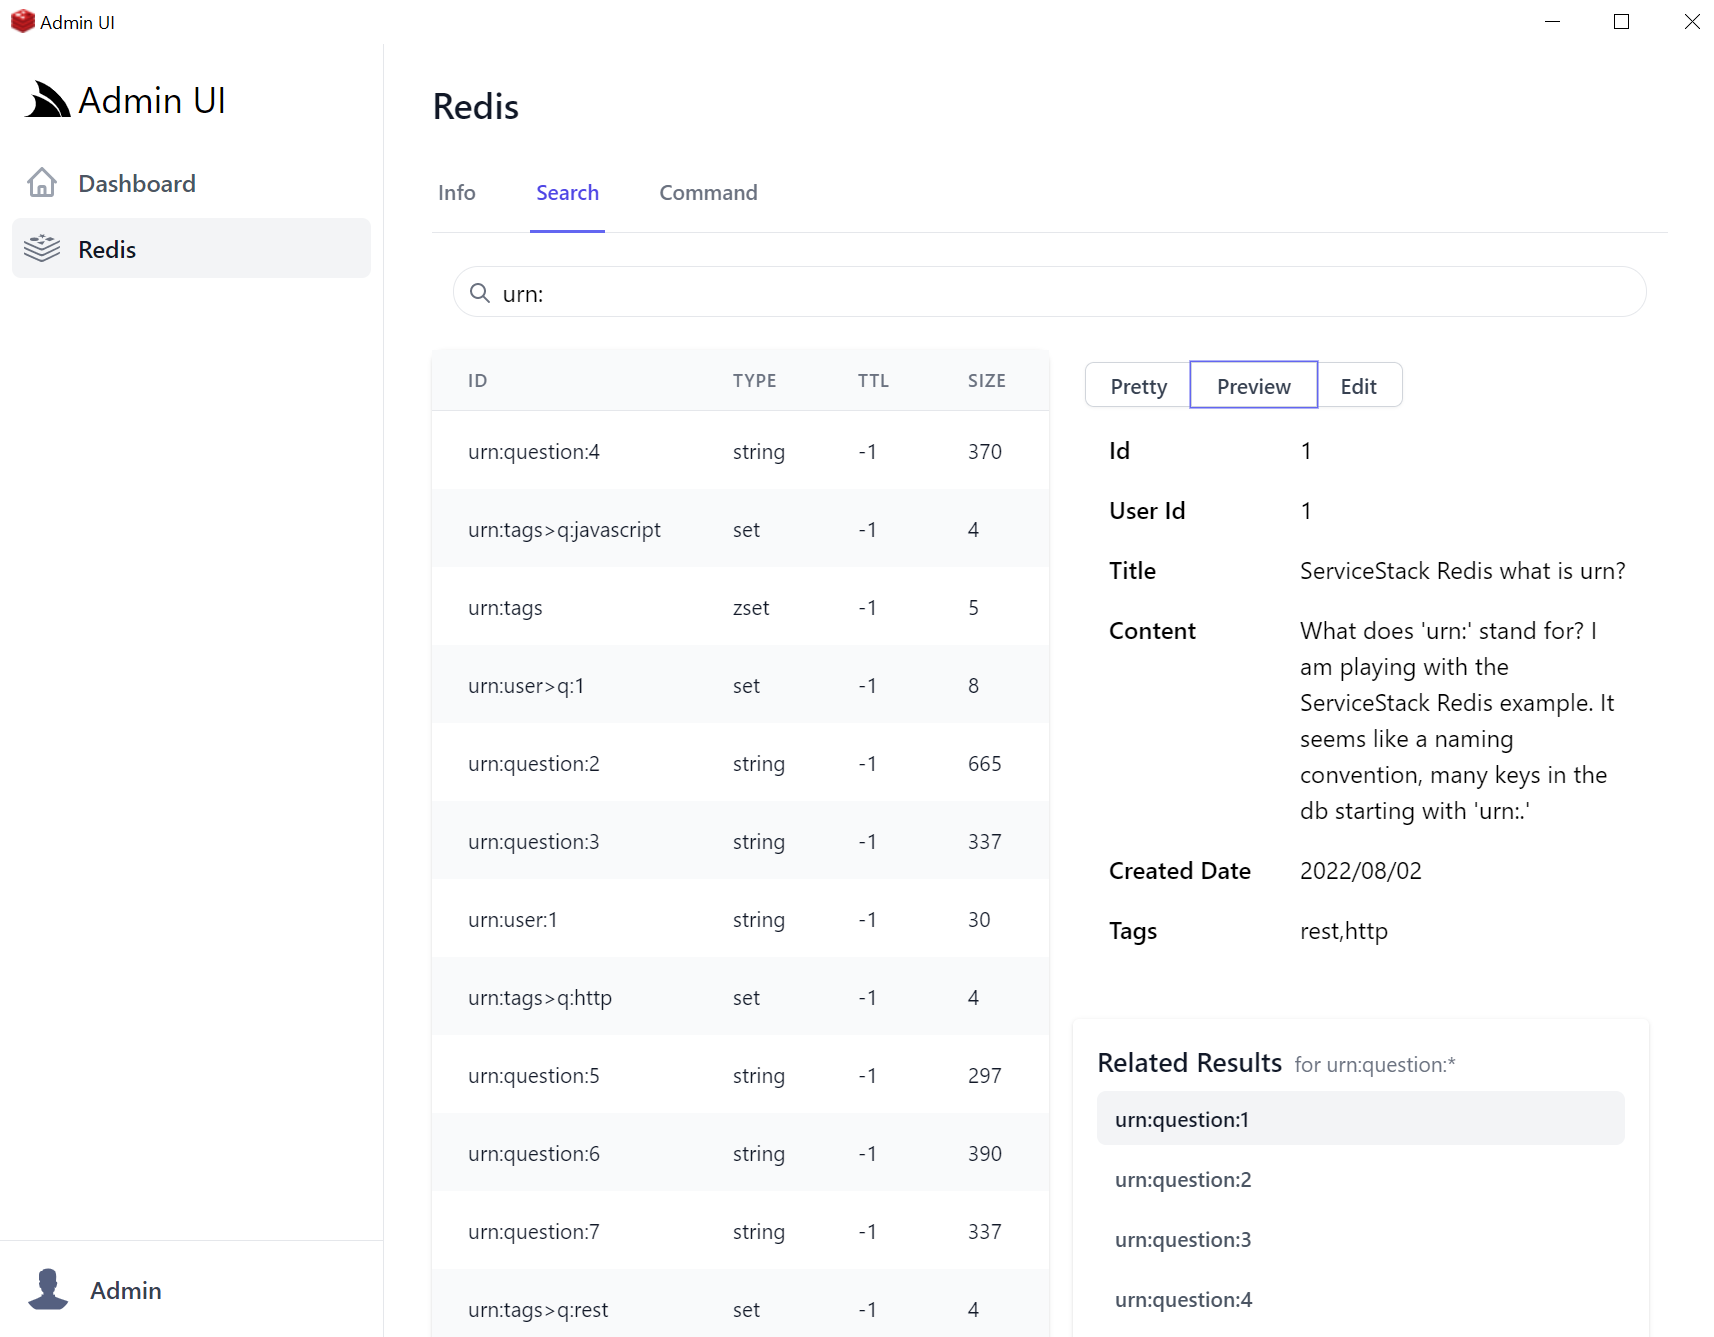 Admin UI
Admin UI
Dashboard
Redis
Admin
Redis
Info Search Command
urn:
ID TYPE TTL SIZE
urn:question:4 string -1 370
urn:tags>q:javascript set -1 4
urn:tags zset -1 5
urn:user>q:1 set -1 8
urn:question:2 string -1 665
urn:question:3 string -1 337
urn:user:1 string -1 30
urn:tags>q:http set -1 4
urn:question:5 string -1 297
urn:question:6 string -1 390
urn:question:7 string -1 337
urn:tags>q:rest set -1 4
Pretty Preview Edit
Id 1
User Id 1
Title ServiceStack Redis what is urn?
Content What does 'urn:' stand for? I
am playing with the
ServiceStack Redis example. It
seems like a naming
convention, many keys in the
db starting with 'urn:.'
Created Date 2022/08/02
Tags rest,http
Related Results for urn:question:*
urn:question:1
urn:question:2
urn:question:3
urn:question:4